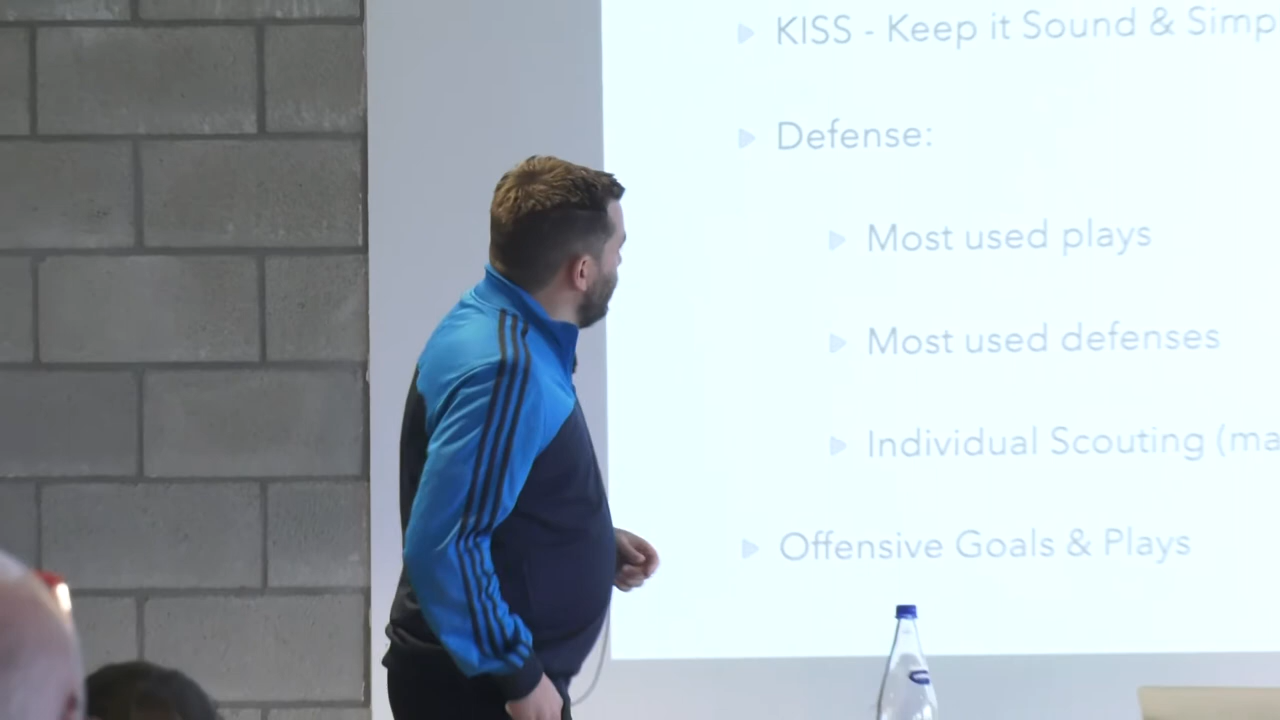 KISS - Keep it Sound & Simp
Defense:
Most used plays
Most used defenses
Individual Scouting (ma
Offensive Goals & Plays